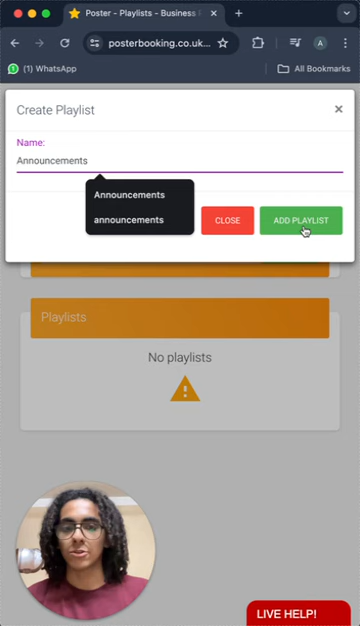 Poster - Playlists - Business P
posterbooking.co.uk...
A
(1) WhatsApp
All Bookmarks
Create Playlist
×
Name:
Announcements
Announcements
announcements
CLOSE
ADD PLAYLIST
Playlists
No playlists
LIVE HELP!